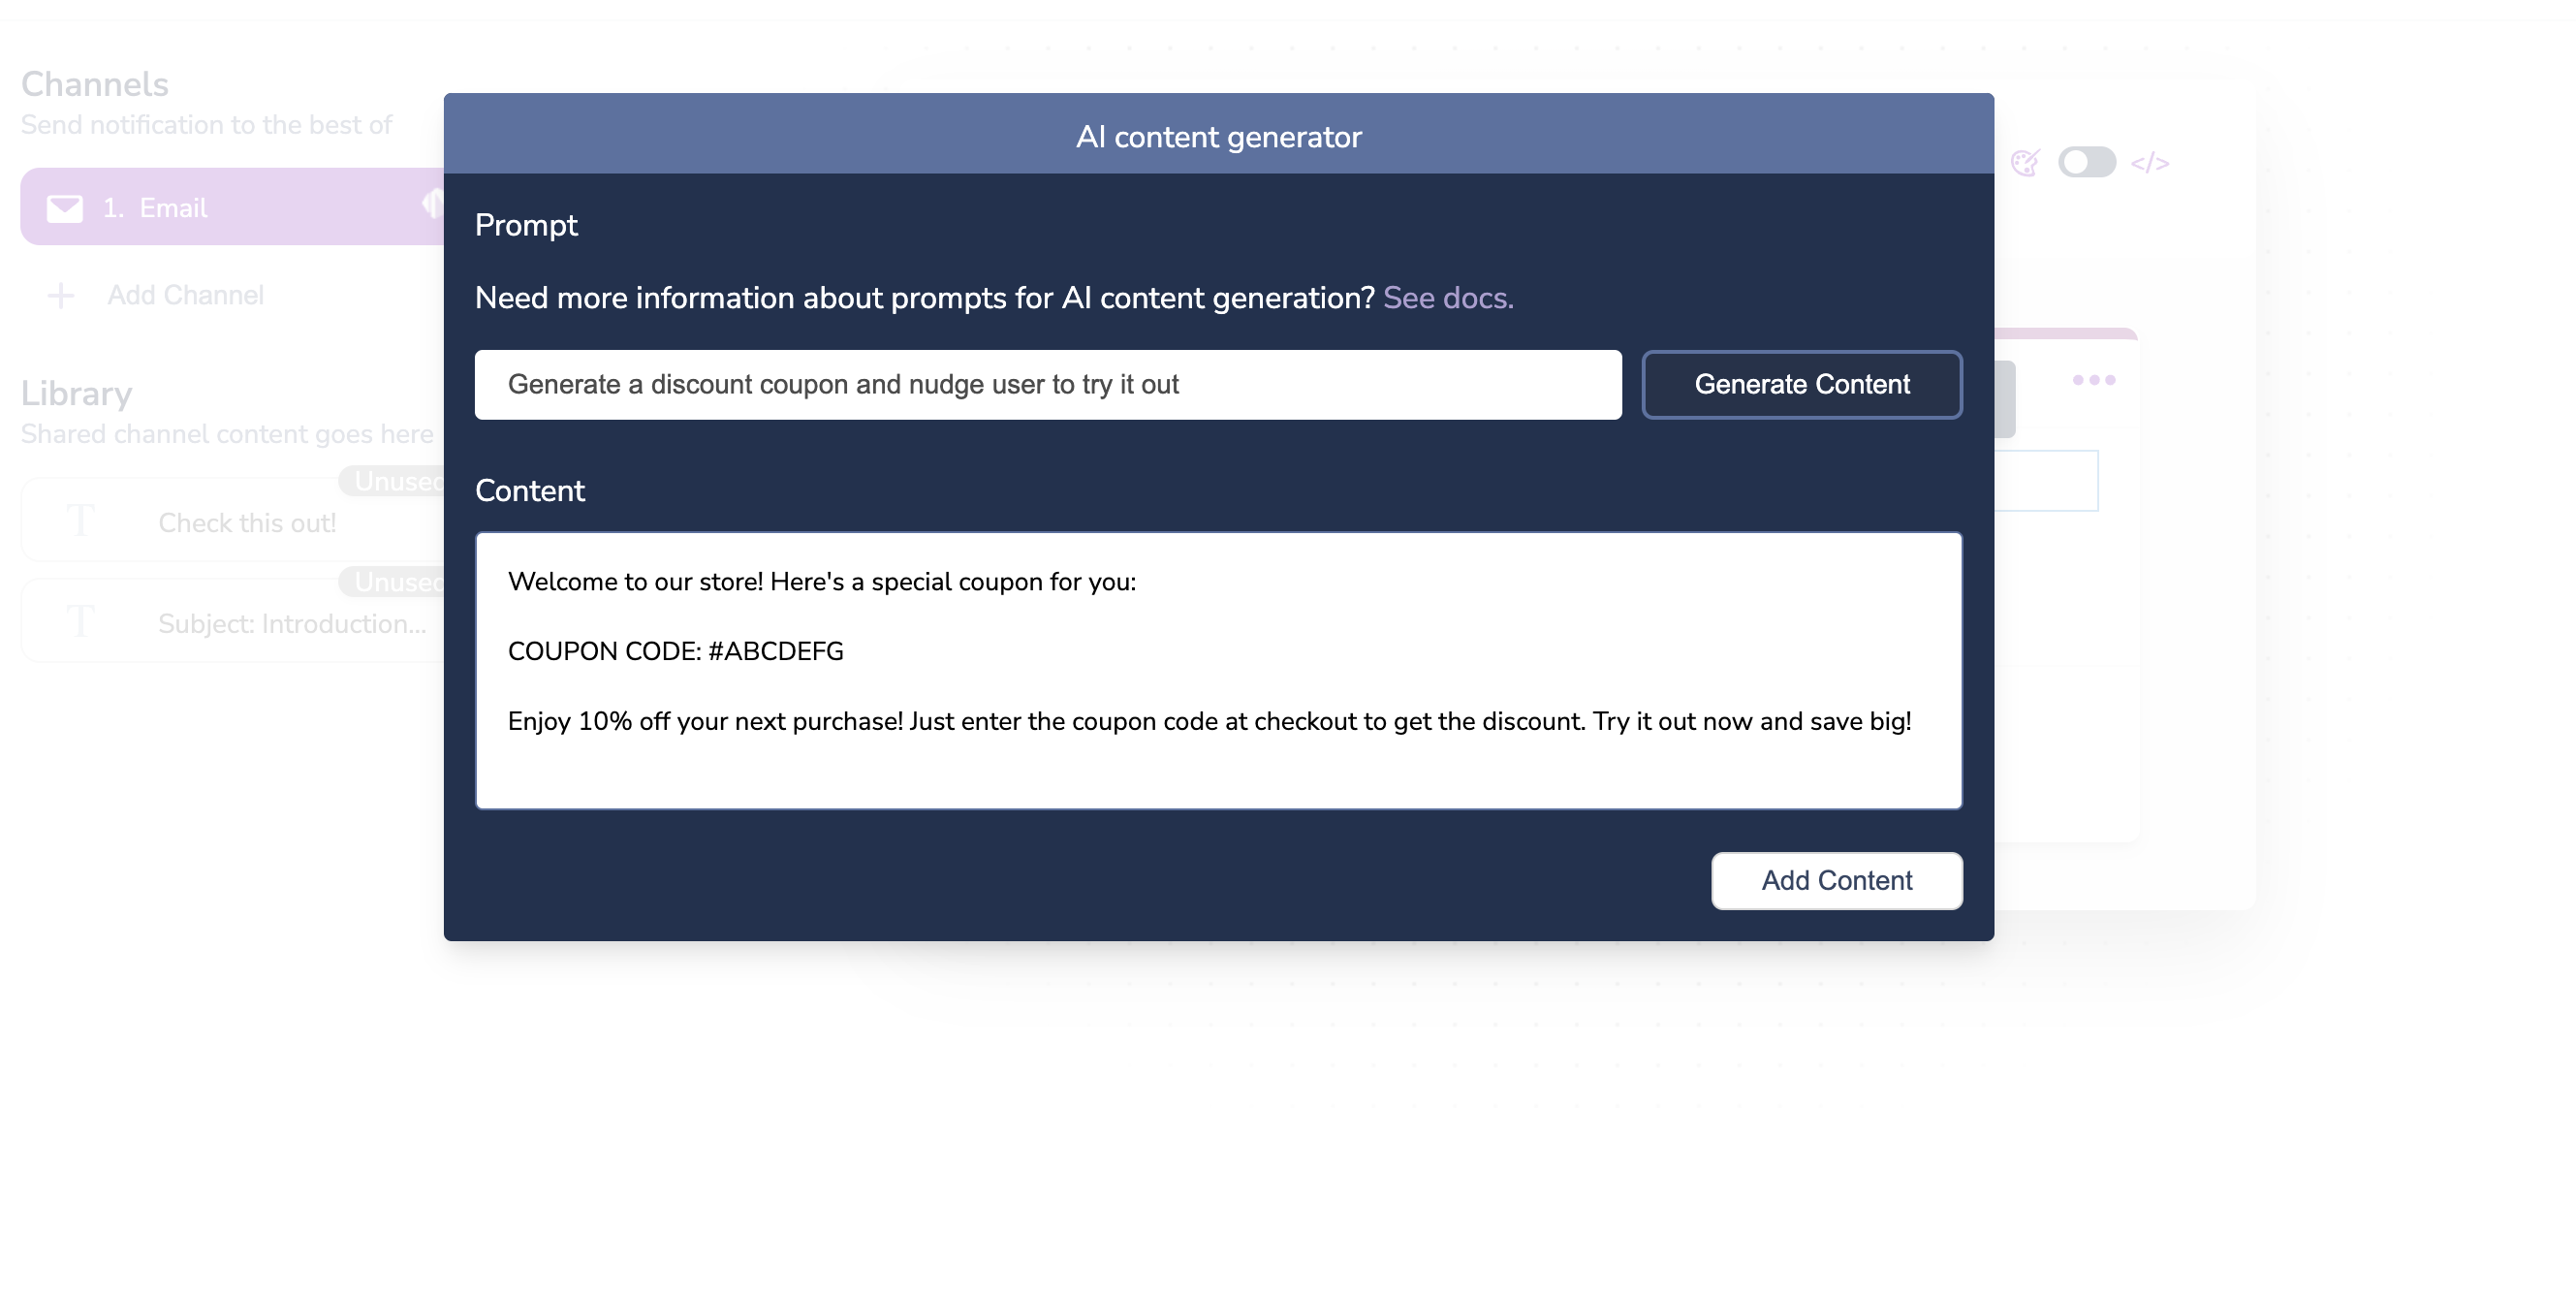 Channels
Send notification to the best of
1. Email
Add Channel
Library
Shared channel content goes here
Unused
Check this out!
Unused
Subject: Introduction...
AI content generator
Prompt
Need more information about prompts for AI content generation? See docs.
Generate a discount coupon and nudge user to try it out
Generate Content
Content
Welcome to our store! Here's a special coupon for you:
COUPON CODE: #ABCDEFG
Enjoy 10% off your next purchase! Just enter the coupon code at checkout to get the discount. Try it out now and save big!
Add Content